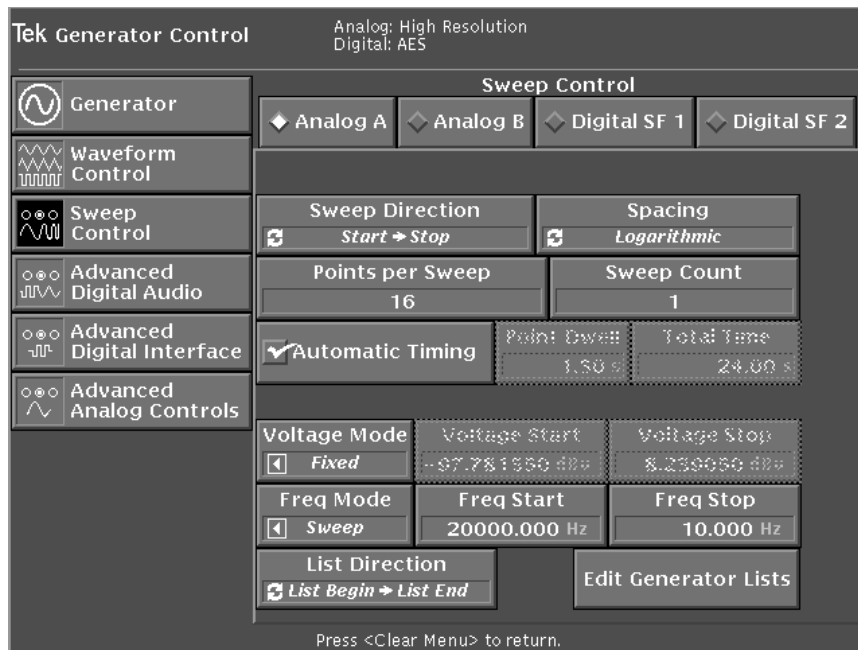 Tek Generator Control
Analog: High Resolution
Digital: AES
Generator
Waveform
Control
Sweep
Control
Advanced
Digital Audio
Advanced
Digital Interface
Advanced
Analog Controls
Sweep Control
Analog A
Analog B
Digital SF 1
Digital SF 2
Sweep Direction
Start → Stop
Spacing
Logarithmic
Points per Sweep
16
Sweep Count
1
Automatic Timing
Point Dwell
1.50 s
Total Time
24.00 s
Voltage Mode
Fixed
Voltage Start
dBu
Voltage Stop
dBu
Freq Mode
Sweep
Freq Start
20000.000 Hz
Freq Stop
10.000 Hz
List Direction
List Begin → List End
Edit Generator Lists
Press <Clear Menu> to return.